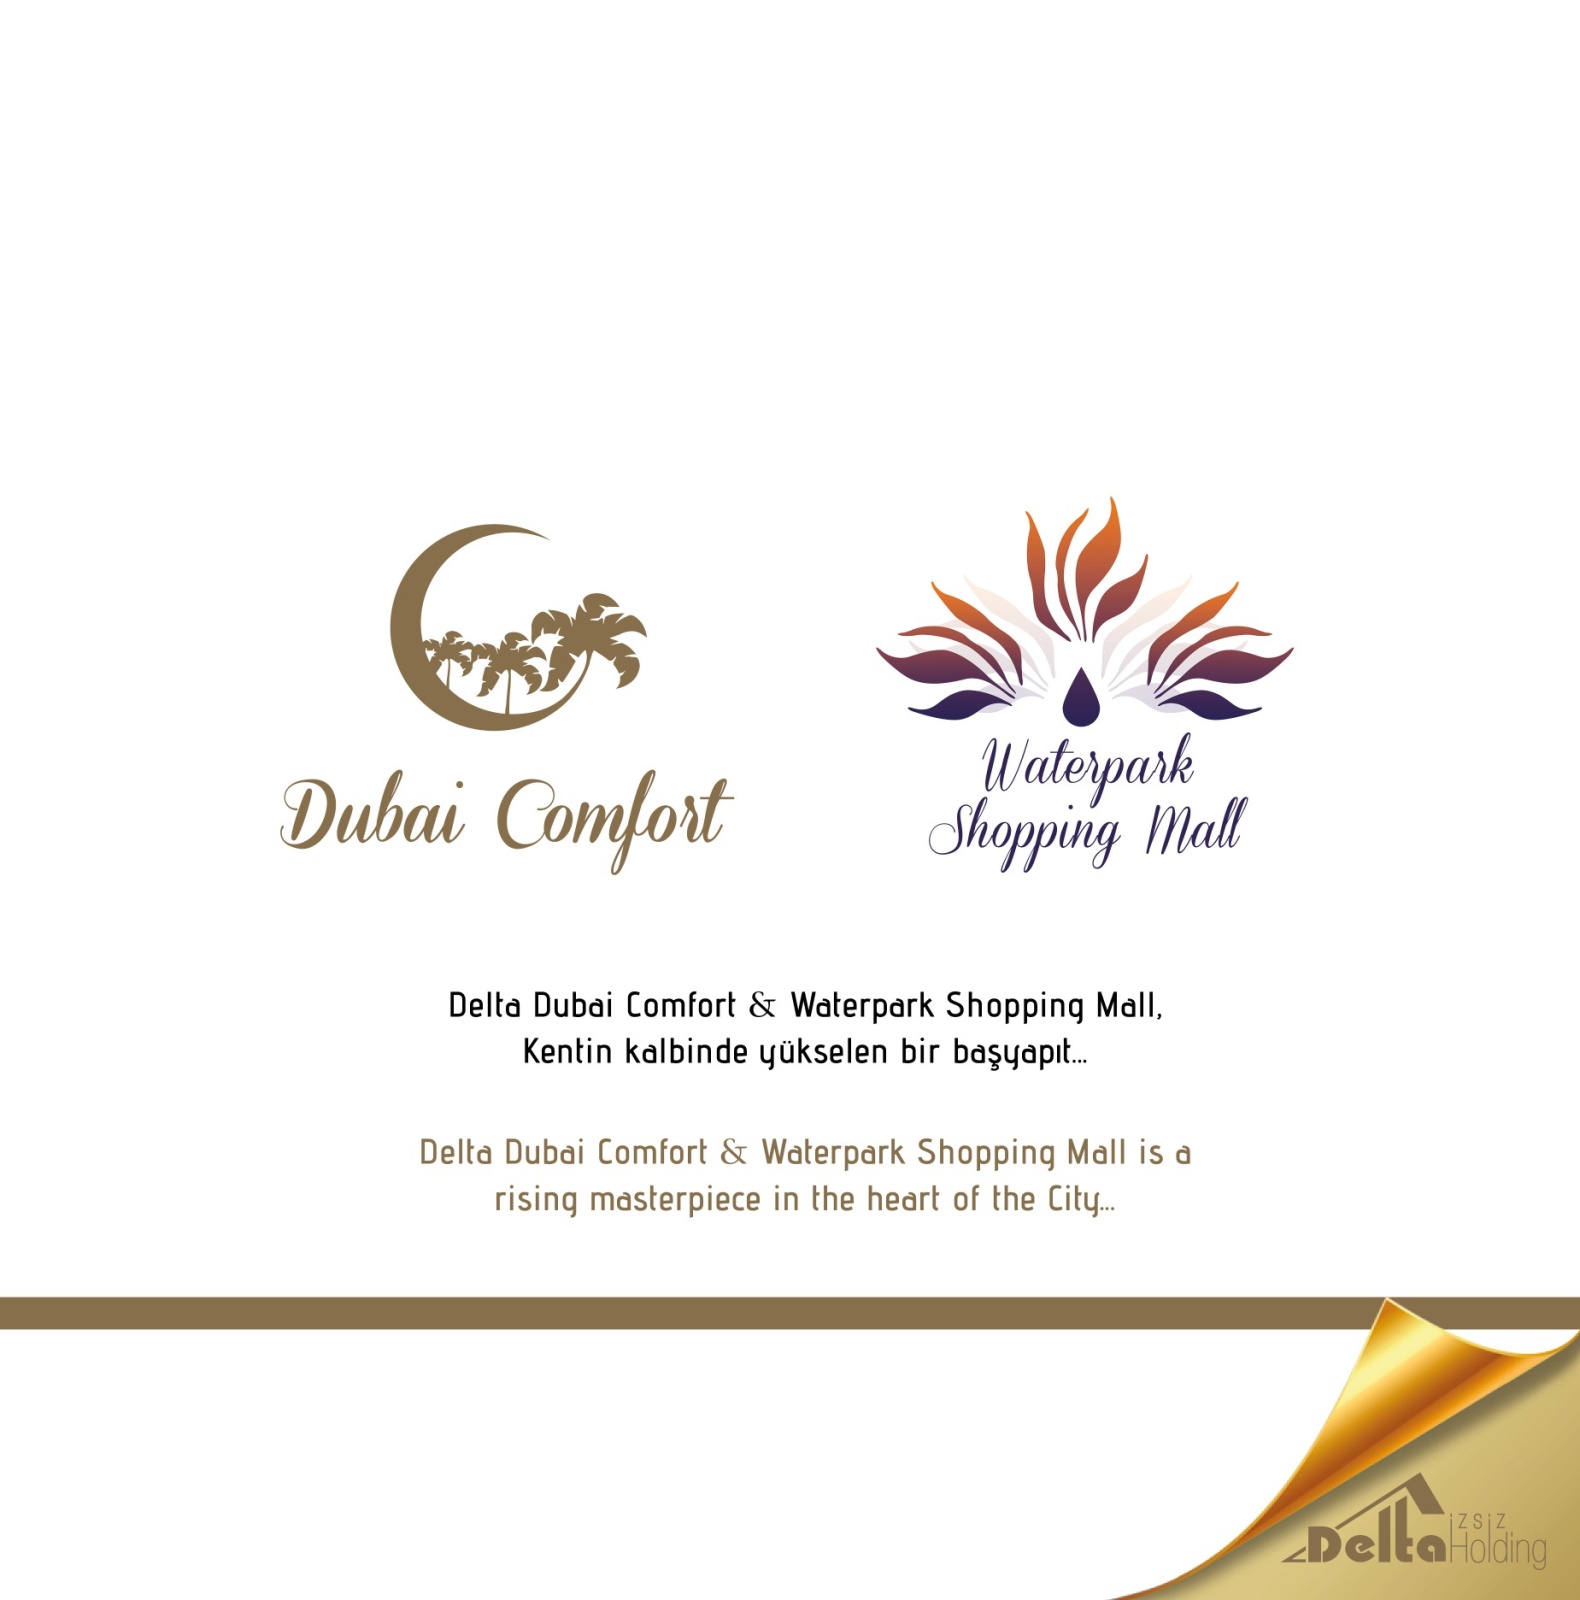 Dubai Comfort
Waterpark
Shopping Mall
Delta Dubai Comfort & Waterpark Shopping Mall,
Kentin kalbinde yükselen bir başyapıt...
Delta Dubai Comfort & Waterpark Shopping Mall is a
rising masterpiece in the heart of the City...
izsiz
Delta Holding